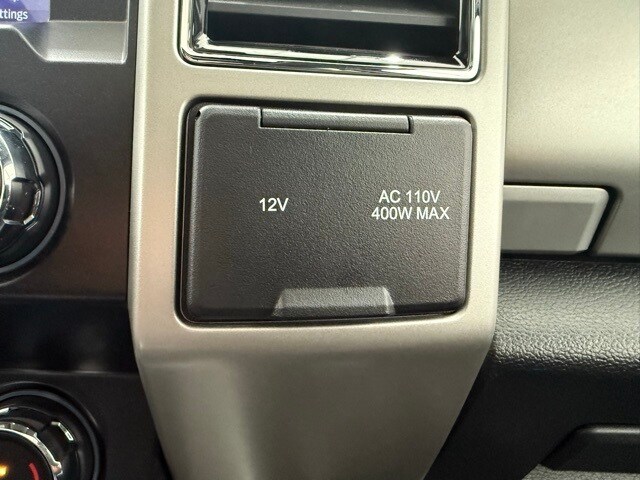 ttings
12V
AC 110V
400W MAX